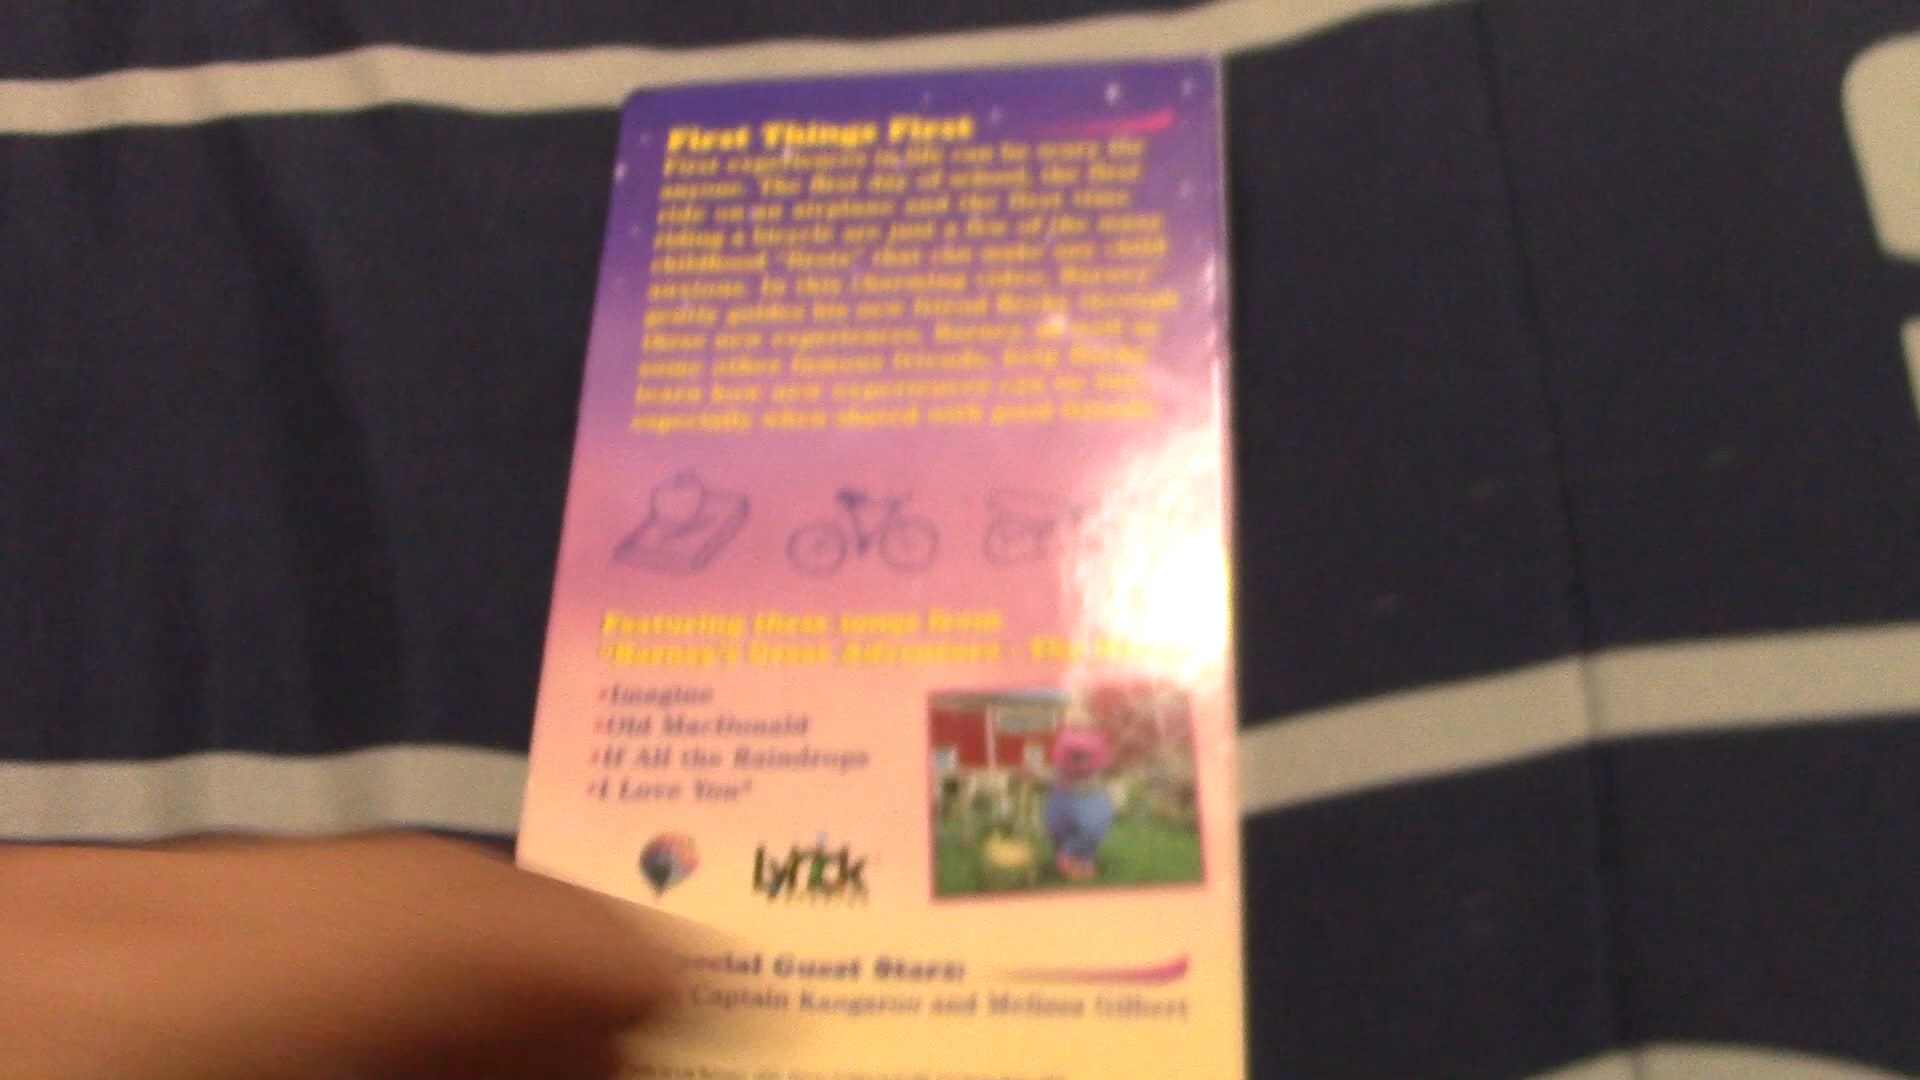 First Things First
First experiences in life can be scary for
anyone. The first day of school, the first
ride on an airplane and the first time
riding a bicycle are just a few of the many
childhood "firsts" that can make any child
anxious. In this charming video, Barney
gently guides his new friend Becky through
these new experiences. Barney, as well as
some other famous friends, help Becky
learn how new experiences can be fun,
especially when shared with good friends.
Featuring these songs from
"Barney's Great Adventure - The
•Imagine
•Old MacDonald
•If All the Raindrops
•I Love You*
Lyrick
Guest Stars:
Captain Kangaroo and Melissa Gilbert